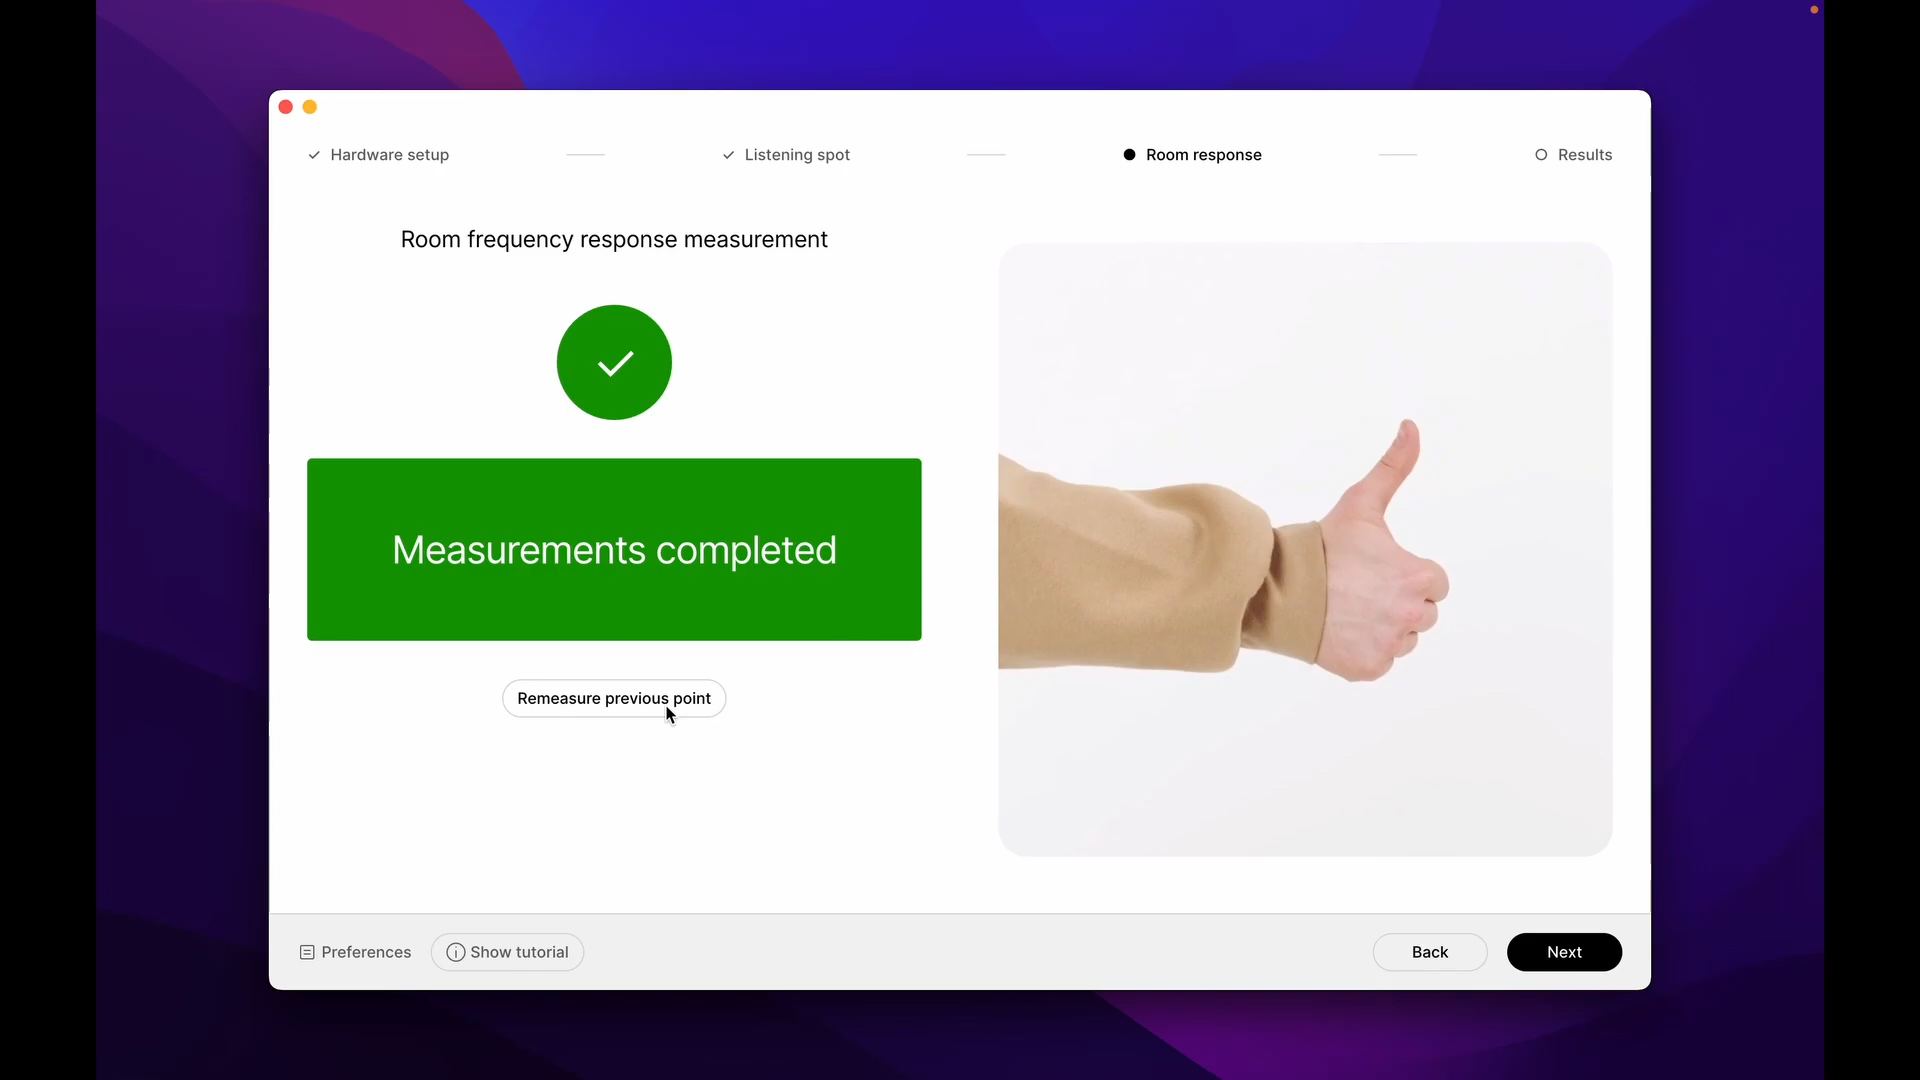 Hardware setup
Listening spot
Room response
Results
Room frequency response measurement
Measurements completed
Remeasure previous point
Preferences
Show tutorial
Back
Next